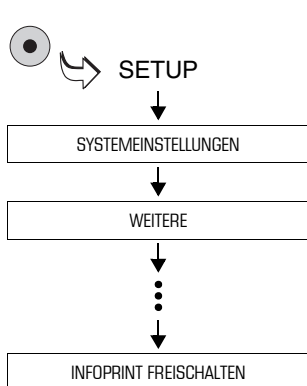 SETUP
SYSTEMEINSTELLUNGEN
WEITERE
INFOPRINT FREISCHALTEN